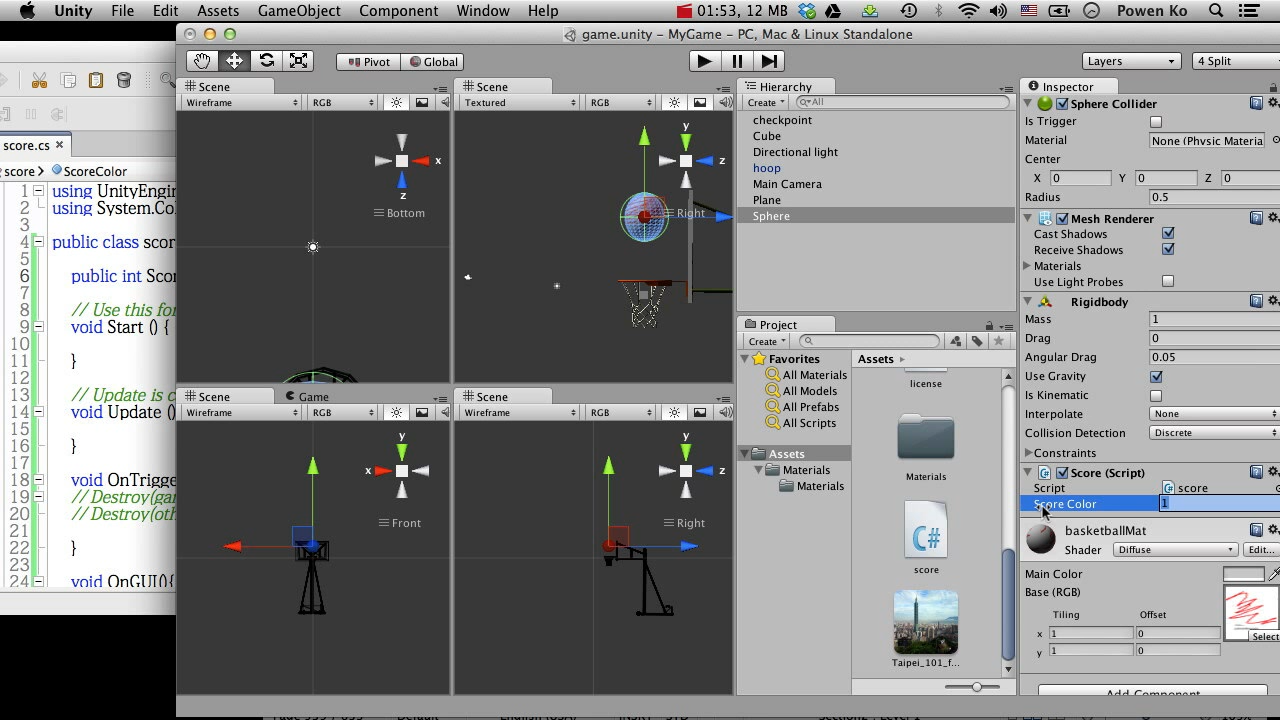 Unity File Edit Assets GameObject Component Window Help 01:53, 12 MB Powen Ko
game.unity – MyGame – PC, Mac & Linux Standalone
Pivot Global Layers 4 Split
Scene
Wireframe RGB
x
z
Bottom
Scene
Textured RGB
y
z
Right
Scene Game
Wireframe RGB
y
x
Front
Scene
Wireframe RGB
y
z
Right
Hierarchy
Create All
checkpoint
Cube
Directional light
hoop
Main Camera
Plane
Sphere
Project
Create
Favorites
All Materials
All Models
All Prefabs
All Scripts
Assets
Materials
Materials
Assets
license
Materials
C#
score
Taipei_101_f...
Inspector
Sphere Collider
Is Trigger
Material None (Physic Materia
Center
X 0 Y 0 Z 0
Radius 0.5
Mesh Renderer
Cast Shadows
Receive Shadows
Materials
Use Light Probes
Rigidbody
Mass 1
Drag 0
Angular Drag 0.05
Use Gravity
Is Kinematic
Interpolate None
Collision Detection Discrete
Constraints
Score (Script)
Script score
Score Color 1
basketballMat
Shader Diffuse Edit...
Main Color
Base (RGB)
Tiling Offset
x 1 0
y 1 0
Select
Add Component
score.cs
score ScoreColor
1 using UnityEngin
2 using System.Col
3
4 public class scor
5
6 public int Scor
7
8 // Use this for
9 void Start () {
10
11 }
12
13 // Update is c
14 void Update ()
15
16 }
17
18 void OnTrigge
19 // Destroy(gar
20 // Destroy(oth
21
22 }
23
24 void OnGUI(){